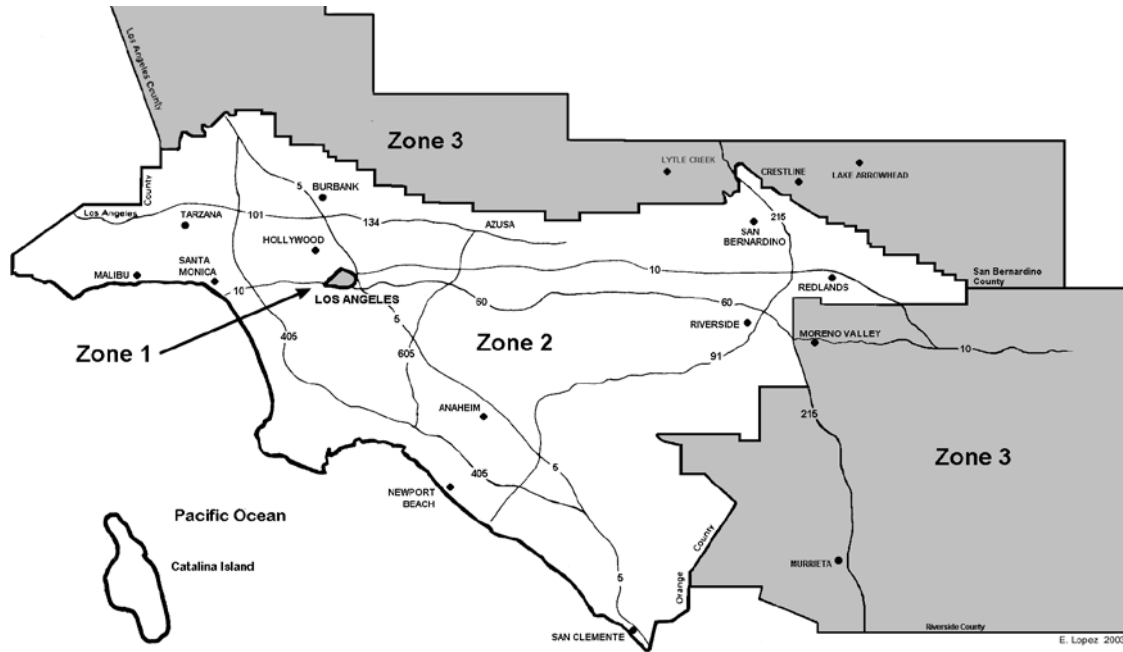 Los Angeles County
Zone 3
LYTLE CREEK
CRESTLINE
LAKE ARROWHEAD
5
BURBANK
County
Los Angeles
TARZANA
101
134
AZUSA
215
SAN
BERNARDINO
HOLLYWOOD
SANTA
MONICA
MALIBU
10
10
LOS ANGELES
60
60
REDLANDS
San Bernardino
County
Zone 1
405
5
605
Zone 2
RIVERSIDE
91
MORENO VALLEY
10
ANAHEIM
215
Zone 3
405
5
NEWPORT
BEACH
Pacific Ocean
Catalina Island
County
Orange
5
MURRIETA
SAN CLEMENTE
Riverside County
E. Lopez 2003